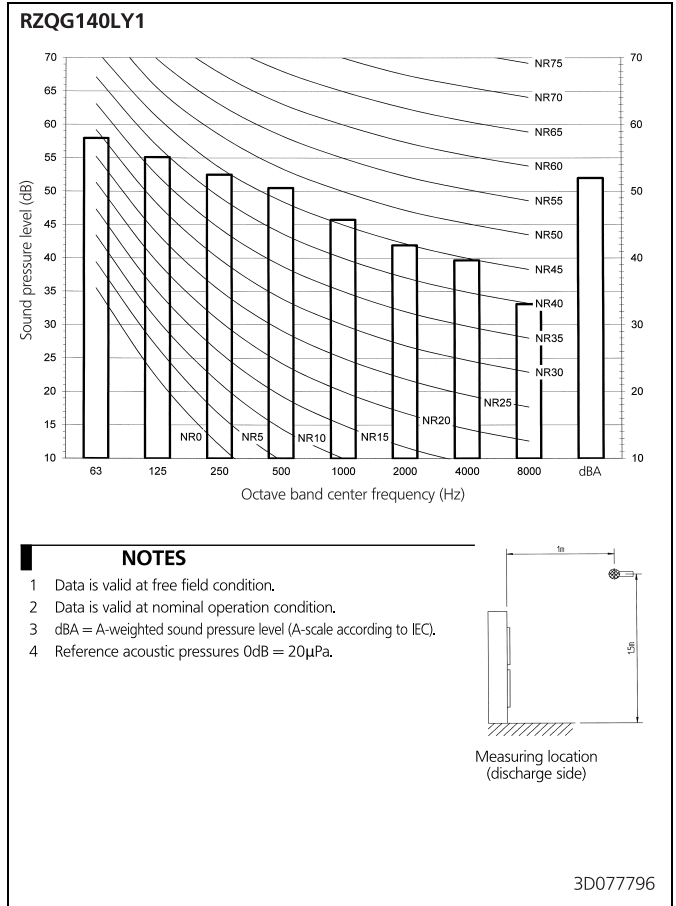 RZQG140LY1
Sound pressure level (dB)
70
65
60
55
50
45
40
35
30
25
20
15
10
70
60
50
40
30
20
10
NR75
NR70
NR65
NR60
NR55
NR50
NR45
NR40
NR35
NR30
NR25
NR20
NR0 NR5 NR10 NR15
63 125 250 500 1000 2000 4000 8000 dBA
Octave band center frequency (Hz)
NOTES
1 Data is valid at free field condition.
2 Data is valid at nominal operation condition.
3 dBA = A-weighted sound pressure level (A-scale according to IEC).
4 Reference acoustic pressures 0dB = 20µPa.
1m
1.5m
Measuring location
(discharge side)
3D077796